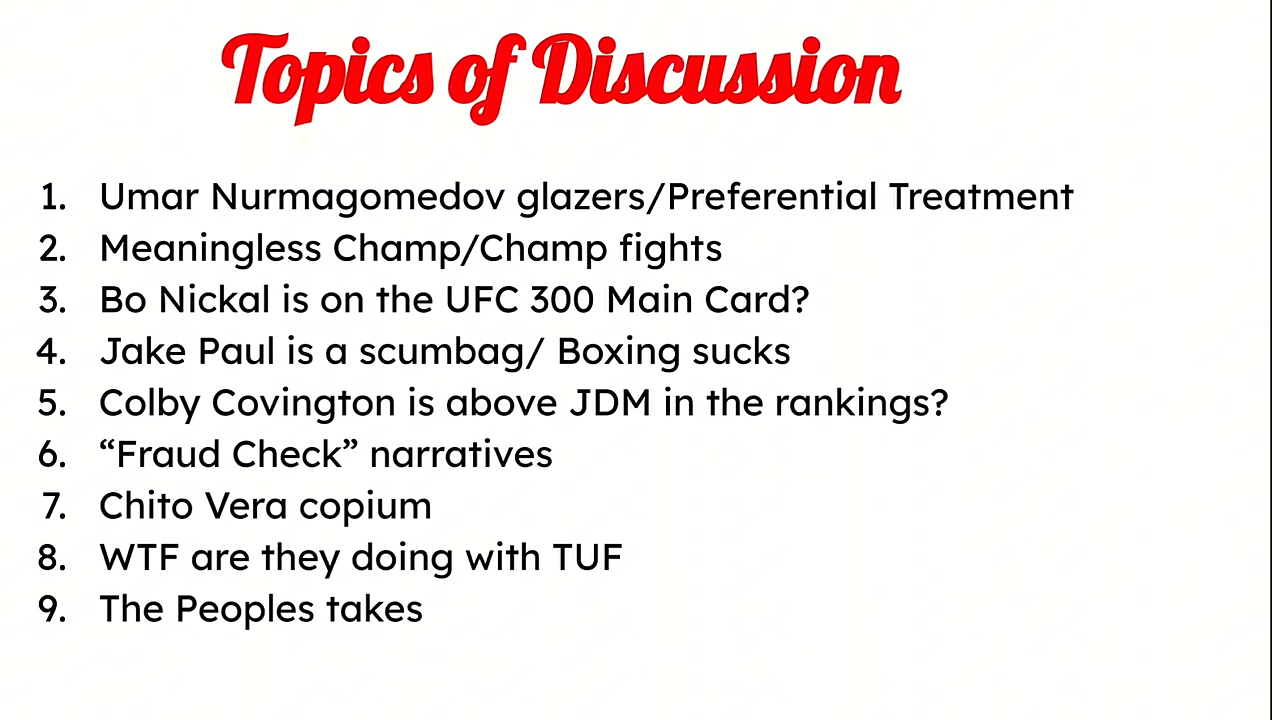 Topics of Discussion
1. Umar Nurmagomedov glazers/Preferential Treatment
2. Meaningless Champ/Champ fights
3. Bo Nickal is on the UFC 300 Main Card?
4. Jake Paul is a scumbag/ Boxing sucks
5. Colby Covington is above JDM in the rankings?
6. “Fraud Check” narratives
7. Chito Vera copium
8. WTF are they doing with TUF
9. The Peoples takes